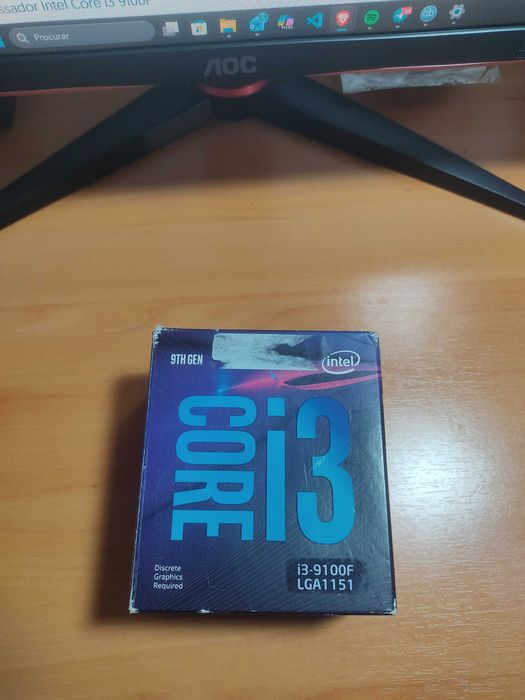 ssador Intel Core i3 9100F
Procurar
AOC
9TH GEN
intel
CORE i3
Discrete
Graphics
Required
i3-9100F
LGA1151